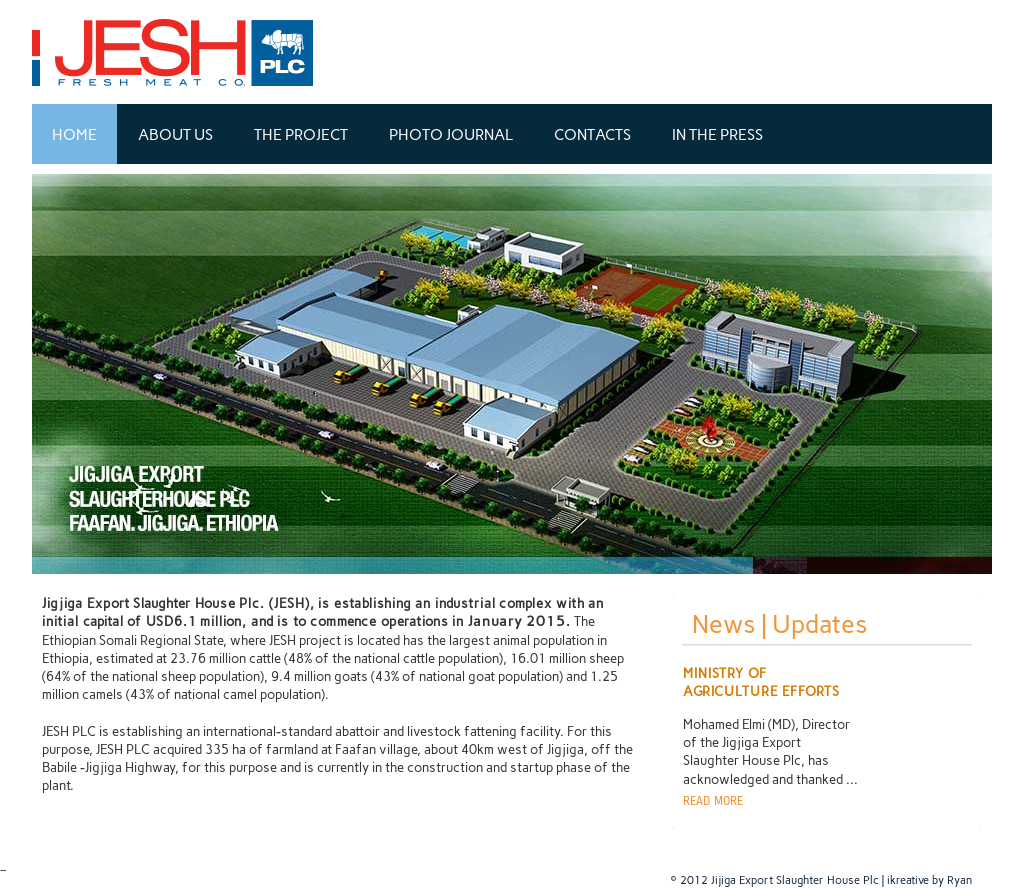 JESH
FRESH MEAT CO.
PLC
HOME ABOUT US THE PROJECT PHOTO JOURNAL CONTACTS IN THE PRESS
JIGJIGA EXPORT
SLAUGHTERHOUSE PLC
FAAFAN. JIGJIGA. ETHIOPIA
Jigjiga Export Slaughter House Plc. (JESH), is establishing an industrial complex with an
initial capital of USD6.1 million, and is to commence operations in January 2015. The
Ethiopian Somali Regional State, where JESH project is located has the largest animal population in
Ethiopia, estimated at 23.76 million cattle (48% of the national cattle population), 16.01 million sheep
(64% of the national sheep population), 9.4 million goats (43% of national goat population) and 1.25
million camels (43% of national camel population).
JESH PLC is establishing an international-standard abattoir and livestock fattening facility. For this
purpose, JESH PLC acquired 335 ha of farmland at Faafan village, about 40km west of Jigjiga, off the
Babile -Jigjiga Highway, for this purpose and is currently in the construction and startup phase of the
plant.
News | Updates
MINISTRY OF
AGRICULTURE EFFORTS
Mohamed Elmi (MD), Director
of the Jigjiga Export
Slaughter House Plc, has
acknowledged and thanked ...
READ MORE
--
© 2012 Jijiga Export Slaughter House Plc | ikreative by Ryan